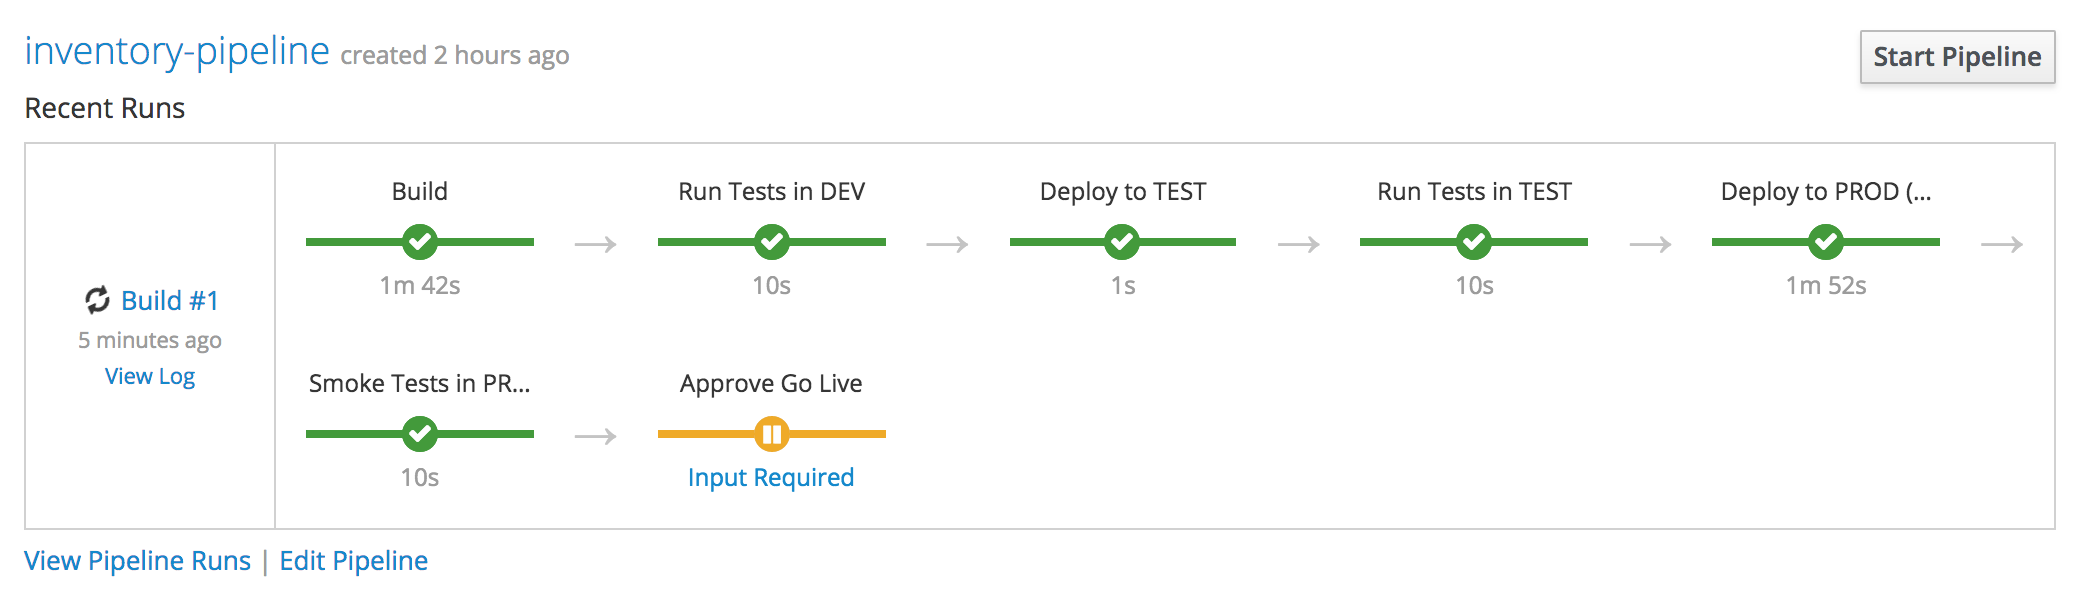 inventory-pipeline created 2 hours ago
Start Pipeline
Recent Runs
Build #1
5 minutes ago
View Log
Build
1m 42s
Run Tests in DEV
10s
Deploy to TEST
1s
Run Tests in TEST
10s
Deploy to PROD (...
1m 52s
Smoke Tests in PR...
10s
Approve Go Live
Input Required
View Pipeline Runs | Edit Pipeline